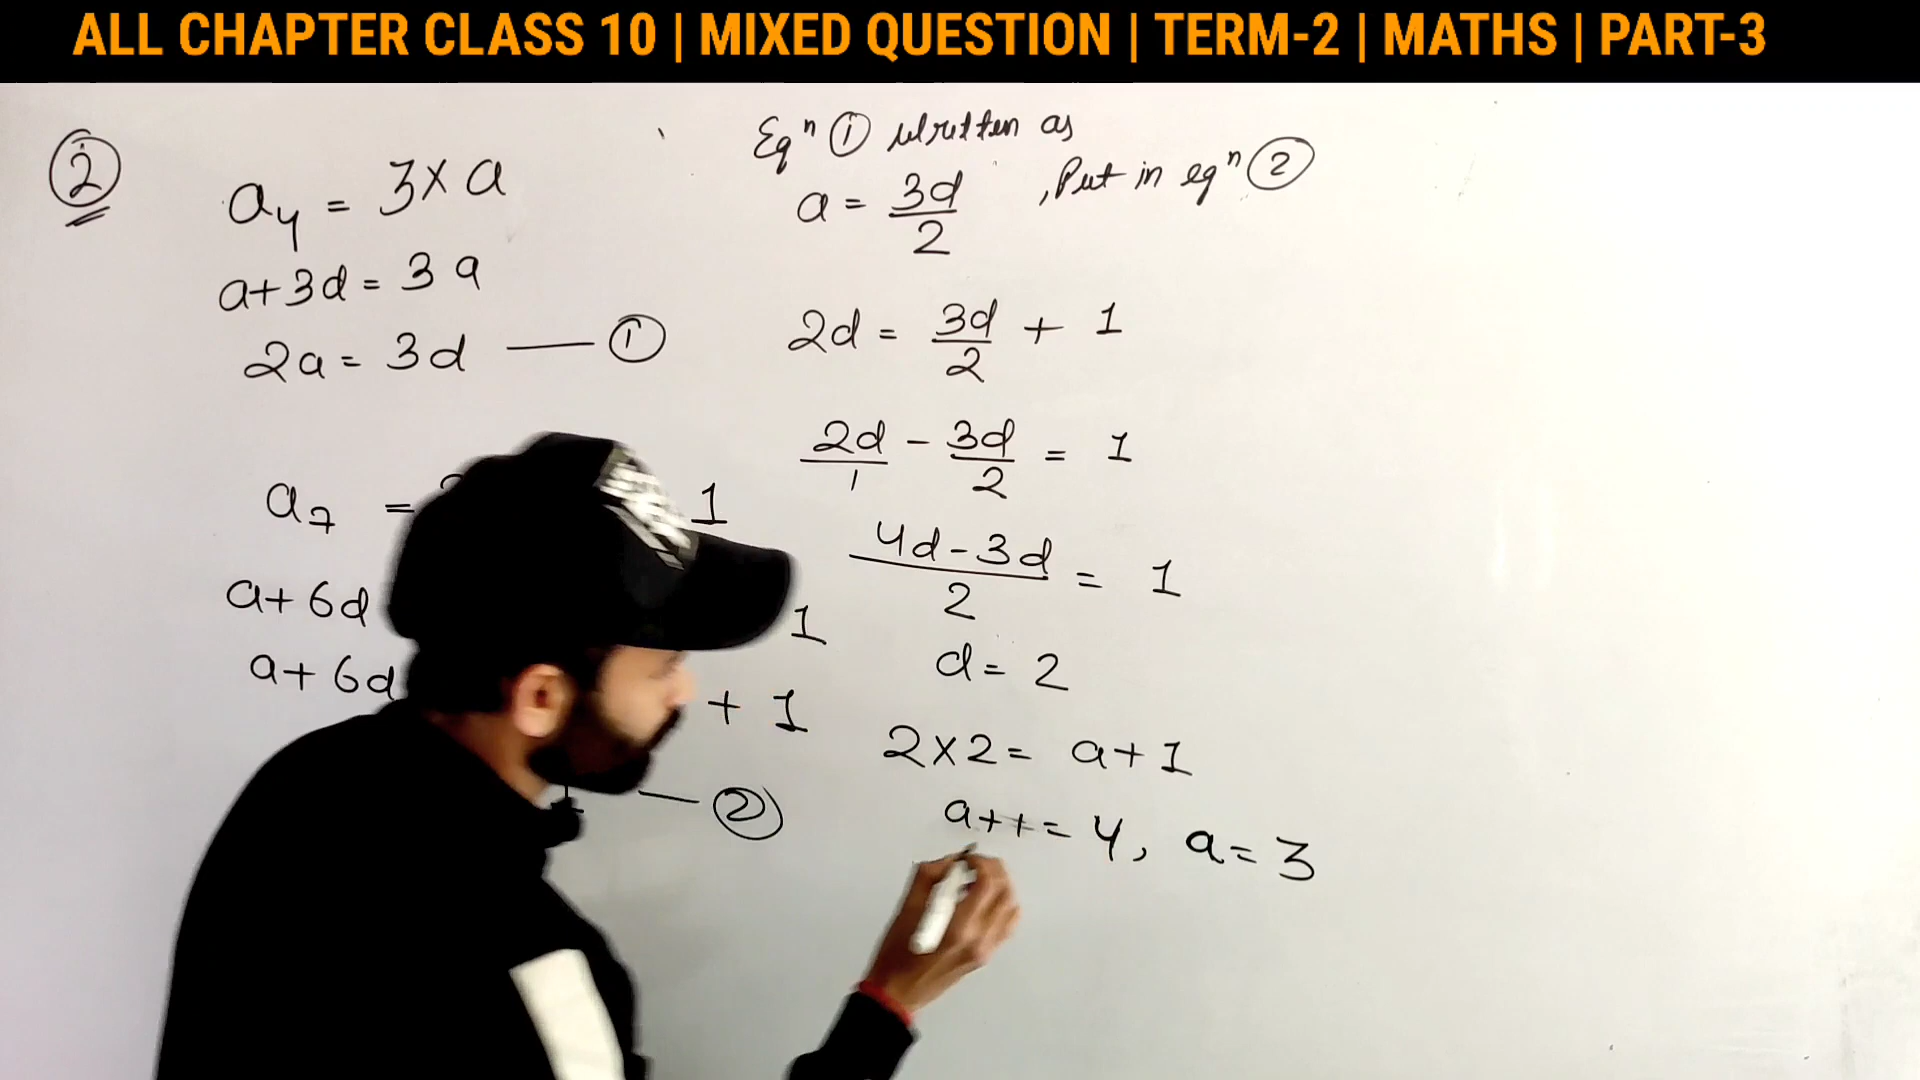 ALL CHAPTER CLASS 10 | MIXED QUESTION | TERM-2 | MATHS | PART-3
②
a₄ = 3×a
a+3d = 3a
2a = 3d — ①
a₇ = 1
a+6d 1
a+6d + 1
— ②
Eqⁿ ① written as
a = 3d/2 , Put in eqⁿ ②
2d = 3d/2 + 1
2d/1 - 3d/2 = 1
4d-3d/2 = 1
d = 2
2×2 = a+1
a+1 = 4, a = 3